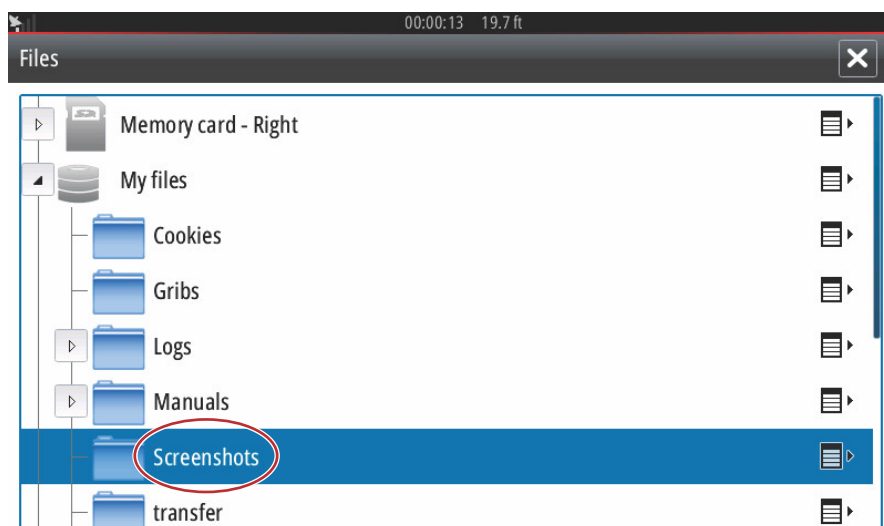 00:00:13 19.7 ft
Files
Memory card - Right
My files
Cookies
Gribs
Logs
Manuals
Screenshots
transfer